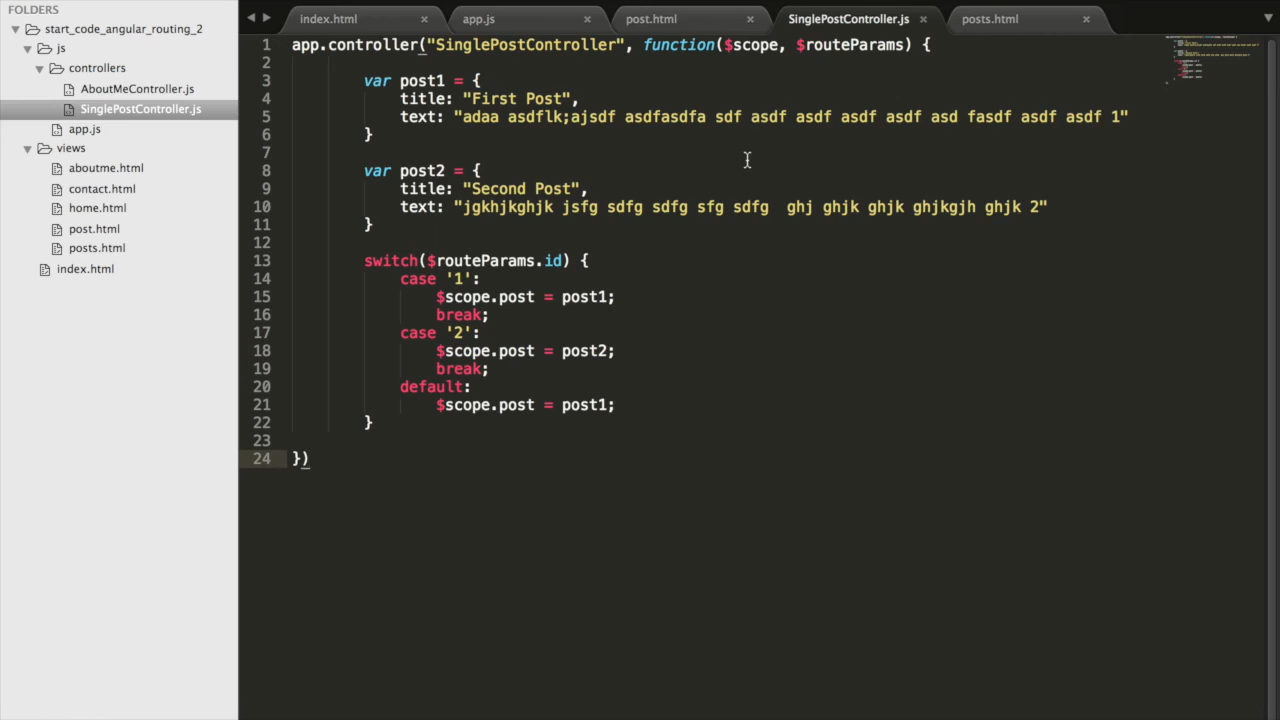 FOLDERS
start_code_angular_routing_2
js
controllers
AboutMeController.js
SinglePostController.js
app.js
views
aboutme.html
contact.html
home.html
post.html
posts.html
index.html
index.html × app.js × post.html × SinglePostController.js × posts.html ×
1 app.controller("SinglePostController", function($scope, $routeParams) {
2
3 var post1 = {
4 title: "First Post",
5 text: "adaa asdflk;ajsdf asdfasdfa sdf asdf asdf asdf asdf asd fasdf asdf asdf 1"
6 }
7
8 var post2 = {
9 title: "Second Post",
10 text: "jgkhjkghjk jsfg sdfg sdfg sfg sdfg  ghj ghjk ghjk ghjkgjh ghjk 2"
11 }
12
13 switch($routeParams.id) {
14 case '1':
15 $scope.post = post1;
16 break;
17 case '2':
18 $scope.post = post2;
19 break;
20 default:
21 $scope.post = post1;
22 }
23
24 })